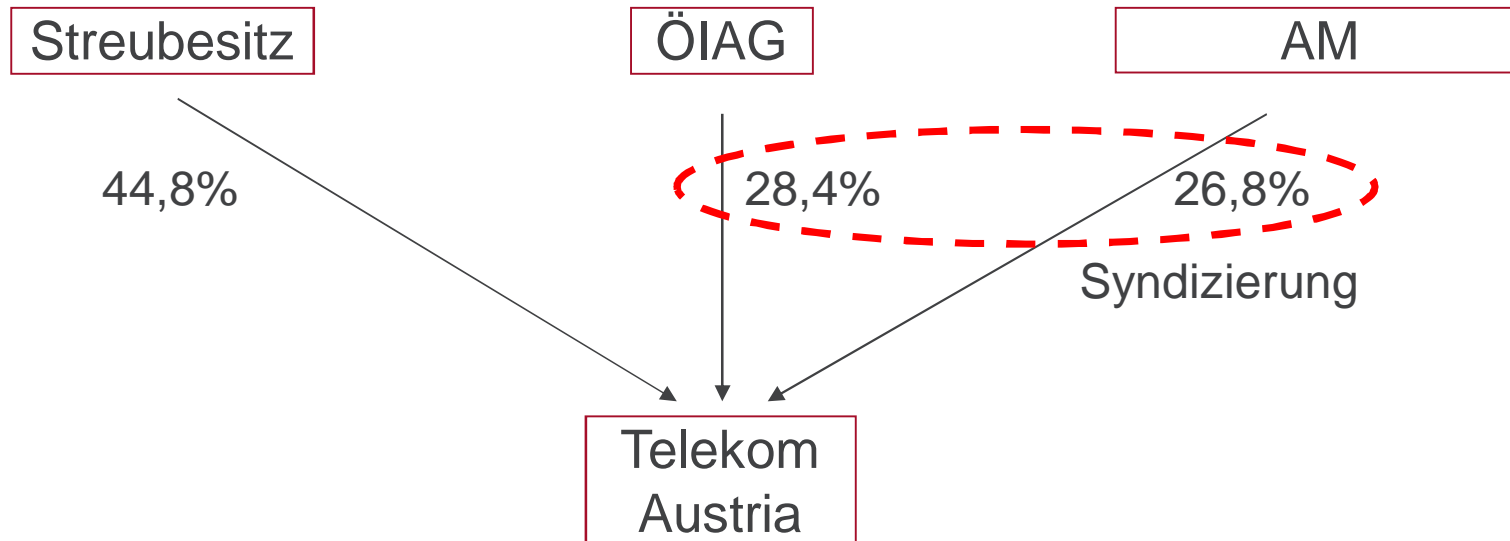 Streubesitz
ÖIAG
AM
44,8%
28,4%
26,8%
Syndizierung
Telekom
Austria